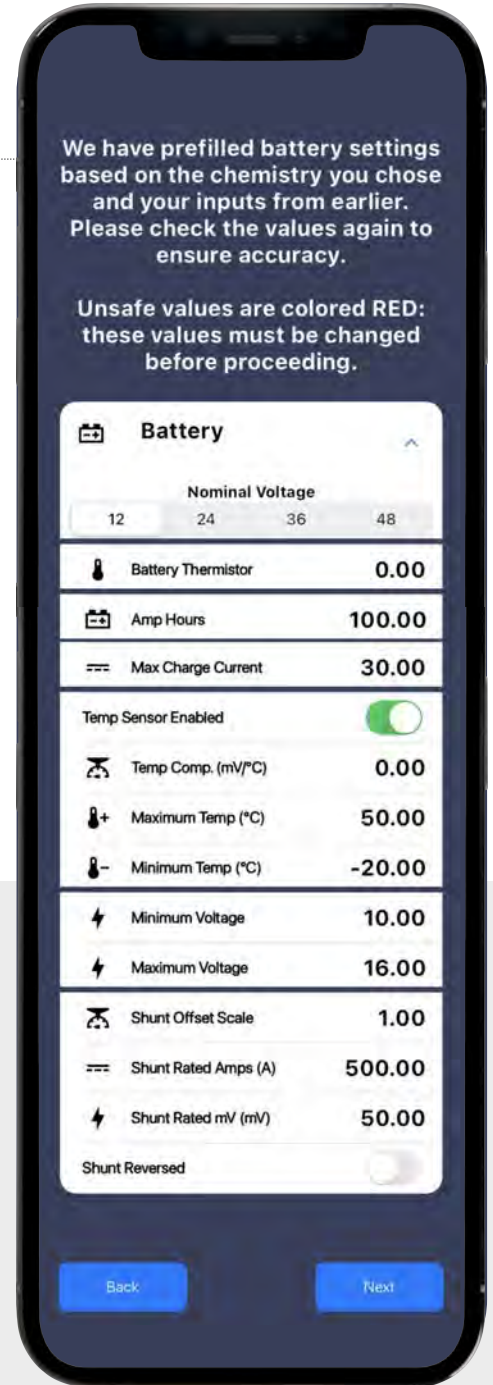 We have prefilled battery settings
based on the chemistry you chose
and your inputs from earlier.
Please check the values again to
ensure accuracy.
Unsafe values are colored RED:
these values must be changed
before proceeding.
Battery
Nominal Voltage
12 24 36 48
Battery Thermistor 0.00
Amp Hours 100.00
Max Charge Current 30.00
Temp Sensor Enabled
Temp Comp. (mV/°C) 0.00
Maximum Temp (°C) 50.00
Minimum Temp (°C) -20.00
Minimum Voltage 10.00
Maximum Voltage 16.00
Shunt Offset Scale 1.00
Shunt Rated Amps (A) 500.00
Shunt Rated mV (mV) 50.00
Shunt Reversed
Back Next